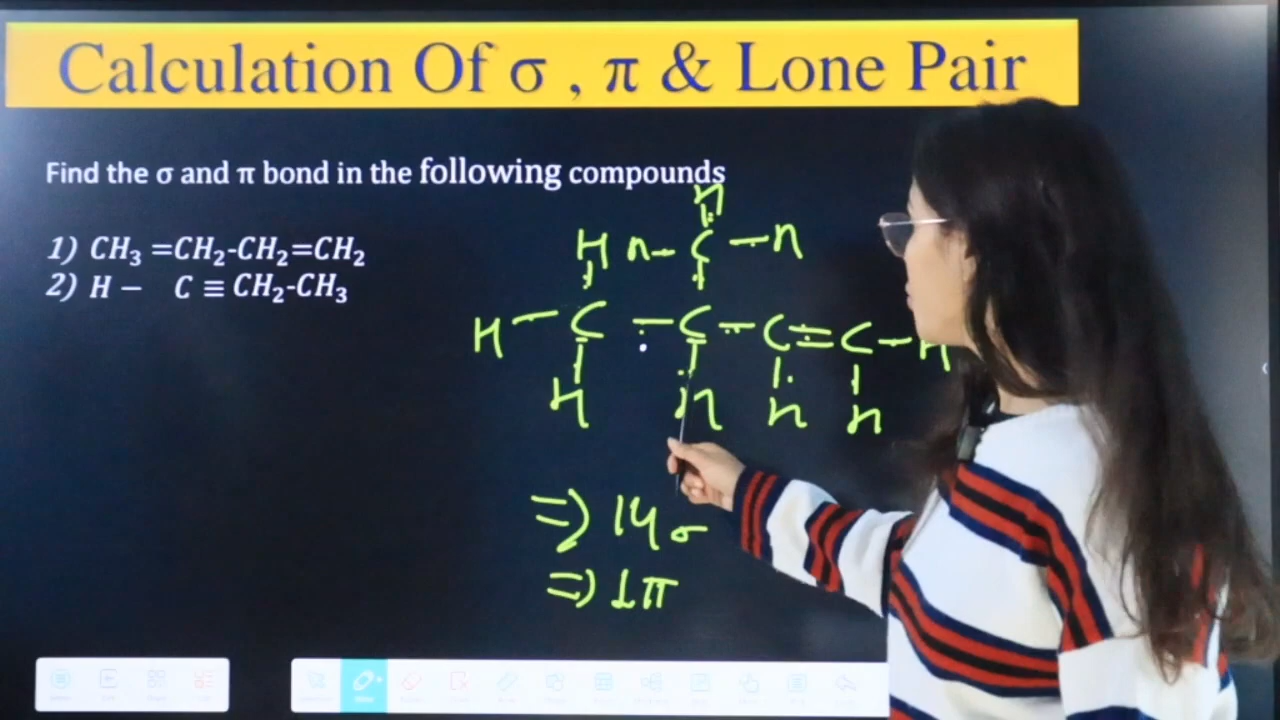 Calculation Of σ , π & Lone Pair
Find the σ and π bond in the following compounds
1) CH₃ =CH₂-CH₂=CH₂
2) H – C ≡ CH₂-CH₃
H
H H – C – H
H – C – C – C = C – H
H H H H
=> 14 σ
=> 1 π